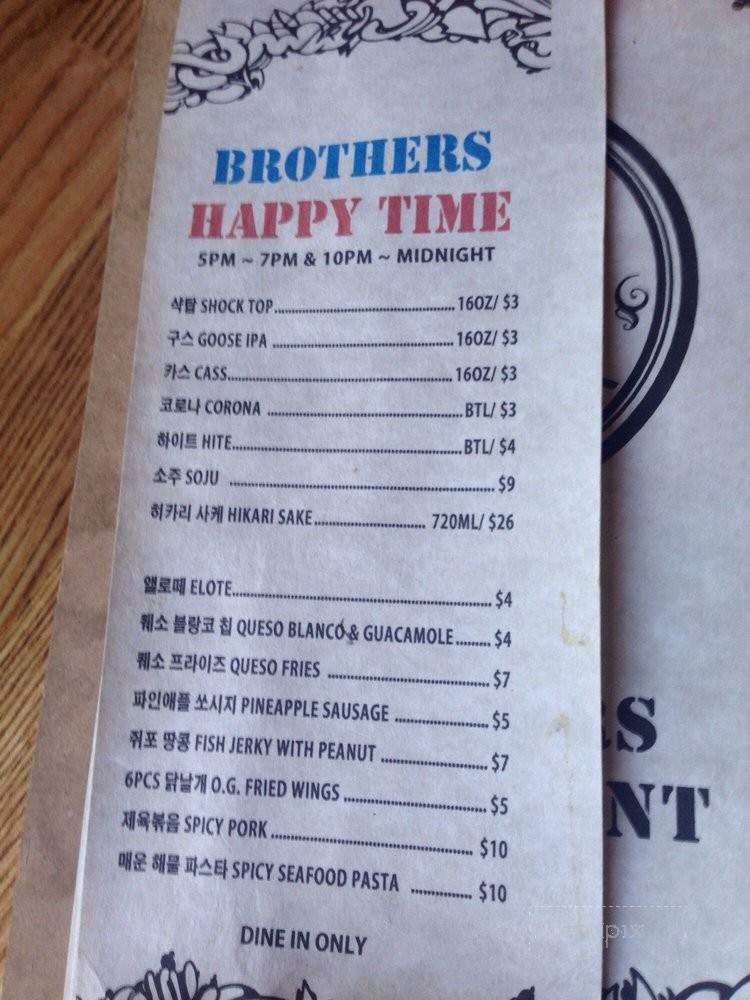 BROTHERS
HAPPY TIME
5PM ~ 7PM & 10PM ~ MIDNIGHT
샥탑 SHOCK TOP 16OZ/ $3
구스 GOOSE IPA 16OZ/ $3
카스 CASS 16OZ/ $3
코로나 CORONA BTL/ $3
하이트 HITE BTL/ $4
소주 SOJU $9
허카리 사케 HIKARI SAKE 720ML/ $26
앨로떼 ELOTE $4
퀘소 블랑코 칩 QUESO BLANCO & GUACAMOLE $4
퀘소 프라이즈 QUESO FRIES $7
파인애플 쏘시지 PINEAPPLE SAUSAGE $5
쥐포 땅콩 FISH JERKY WITH PEANUT $7
6PCS 닭날개 O.G. FRIED WINGS $5
제육볶음 SPICY PORK $10
매운 해물 파스타 SPICY SEAFOOD PASTA $10
DINE IN ONLY
RS
NT